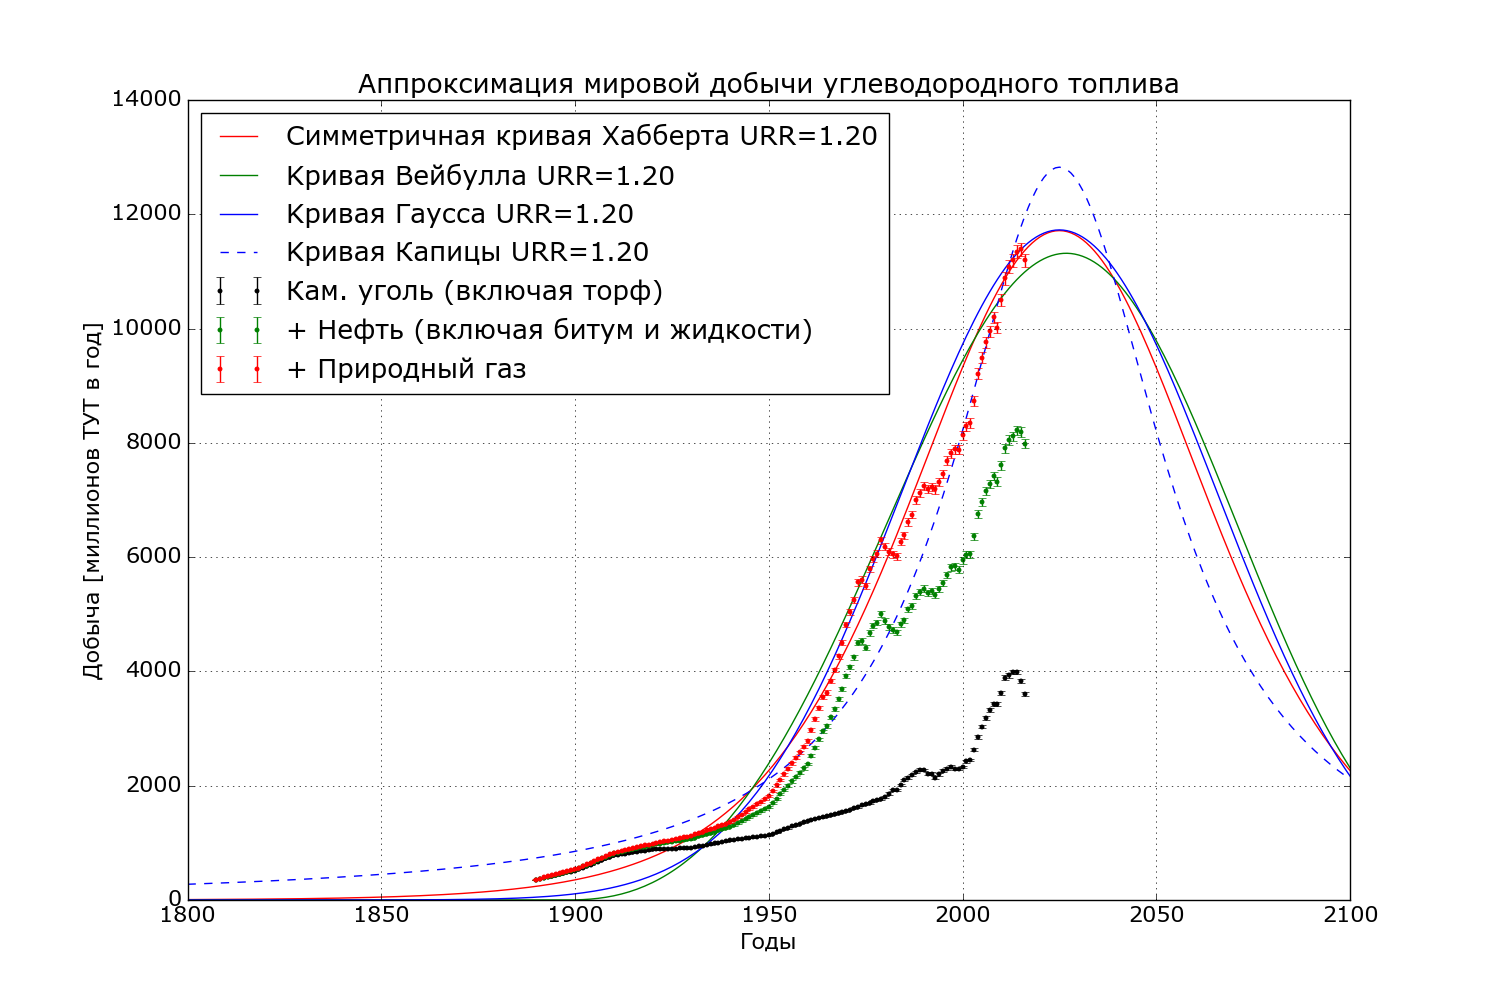 Аппроксимация мировой добычи углеводородного топлива
14000
12000
10000
8000
6000
4000
2000
0
Добыча [миллионов ТУТ в год]
Симметричная кривая Хабберта URR=1.20
Кривая Вейбулла URR=1.20
Кривая Гаусса URR=1.20
Кривая Капицы URR=1.20
Кам. уголь (включая торф)
+ Нефть (включая битум и жидкости)
+ Природный газ
1800 1850 1900 1950 2000 2050 2100
Годы